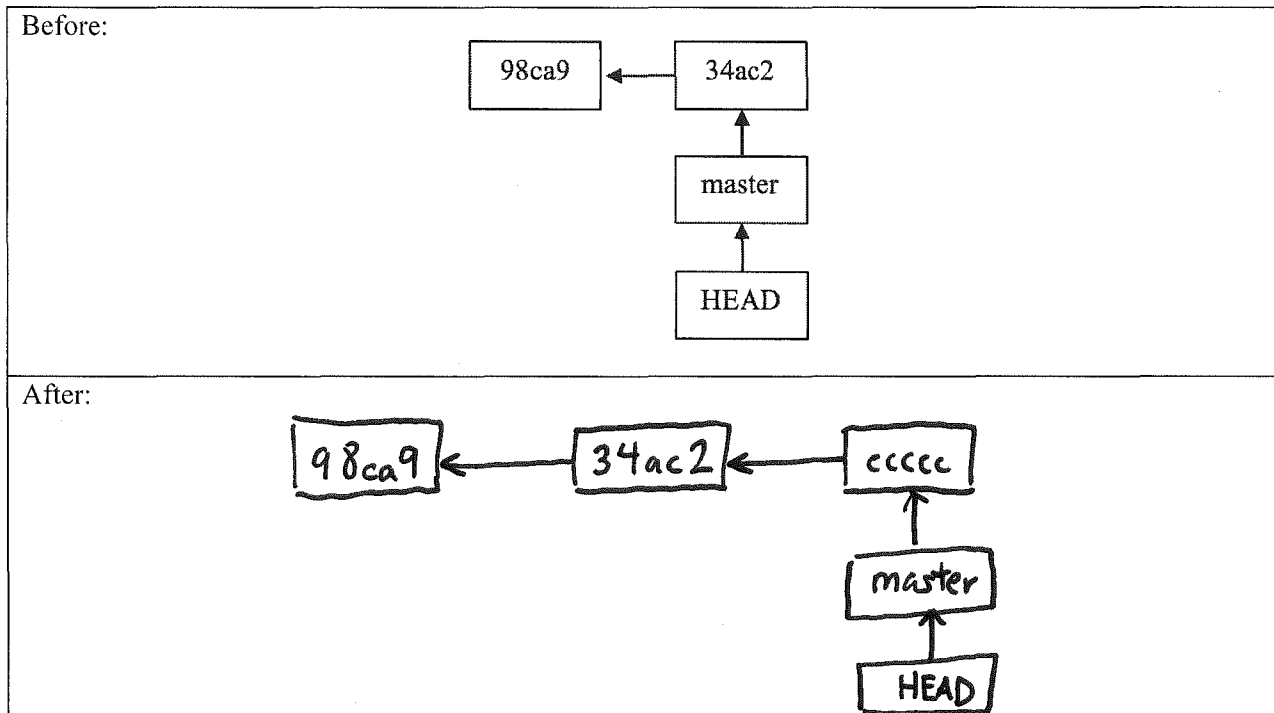 Before:
98ca9 34ac2
master
HEAD
After:
98ca9 34ac2 ccccc
master
HEAD